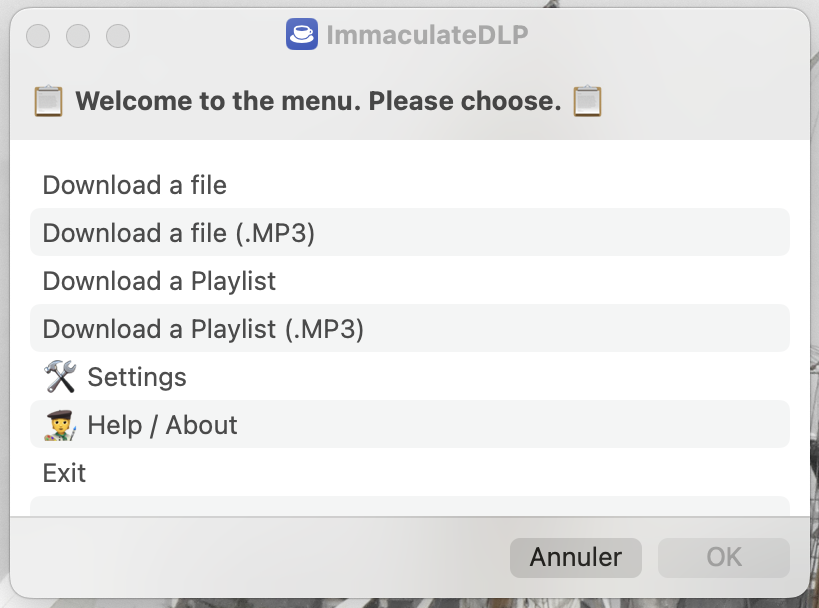 ImmaculateDLP
📋 Welcome to the menu. Please choose. 📋
Download a file
Download a file (.MP3)
Download a Playlist
Download a Playlist (.MP3)
🛠️ Settings
🧑‍🎨 Help / About
Exit
Annuler
OK